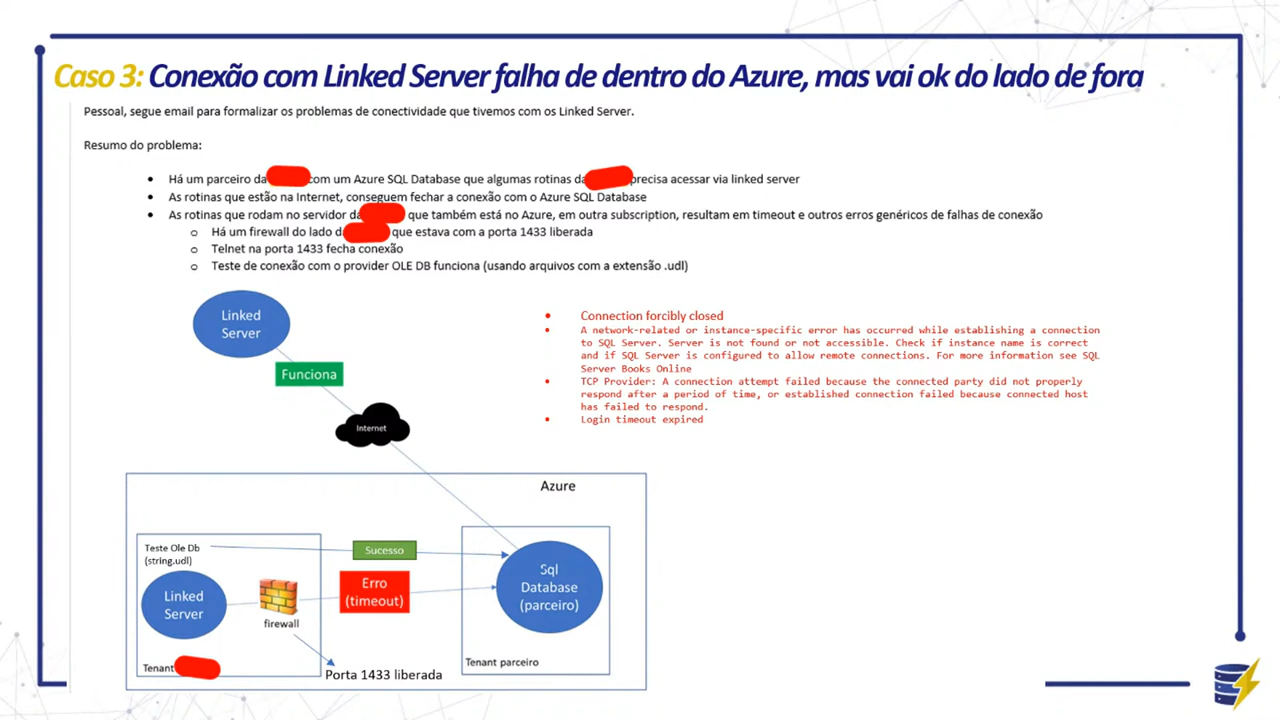 Caso 3: Conexão com Linked Server falha de dentro do Azure, mas vai ok do lado de fora
Pessoal, segue email para formalizar os problemas de conectividade que tivemos com os Linked Server.
Resumo do problema:
• Há um parceiro da com um Azure SQL Database que algumas rotinas da precisa acessar via linked server
• As rotinas que estão na Internet, conseguem fechar a conexão com o Azure SQL Database
• As rotinas que rodam no servidor da que também está no Azure, em outra subscription, resultam em timeout e outros erros genéricos de falhas de conexão
o Há um firewall do lado d que estava com a porta 1433 liberada
o Telnet na porta 1433 fecha conexão
o Teste de conexão com o provider OLE DB funciona (usando arquivos com a extensão .udl)
Linked
Server
Funciona
Internet
• Connection forcibly closed
• A network-related or instance-specific error has occurred while establishing a connection
to SQL Server. Server is not found or not accessible. Check if instance name is correct
and if SQL Server is configured to allow remote connections. For more information see SQL
Server Books Online
• TCP Provider: A connection attempt failed because the connected party did not properly
respond after a period of time, or established connection failed because connected host
has failed to respond.
• Login timeout expired
Azure
Teste Ole Db
(string.udl)
Sucesso
Linked
Server
firewall
Erro
(timeout)
Sql
Database
(parceiro)
Tenant
Porta 1433 liberada
Tenant parceiro